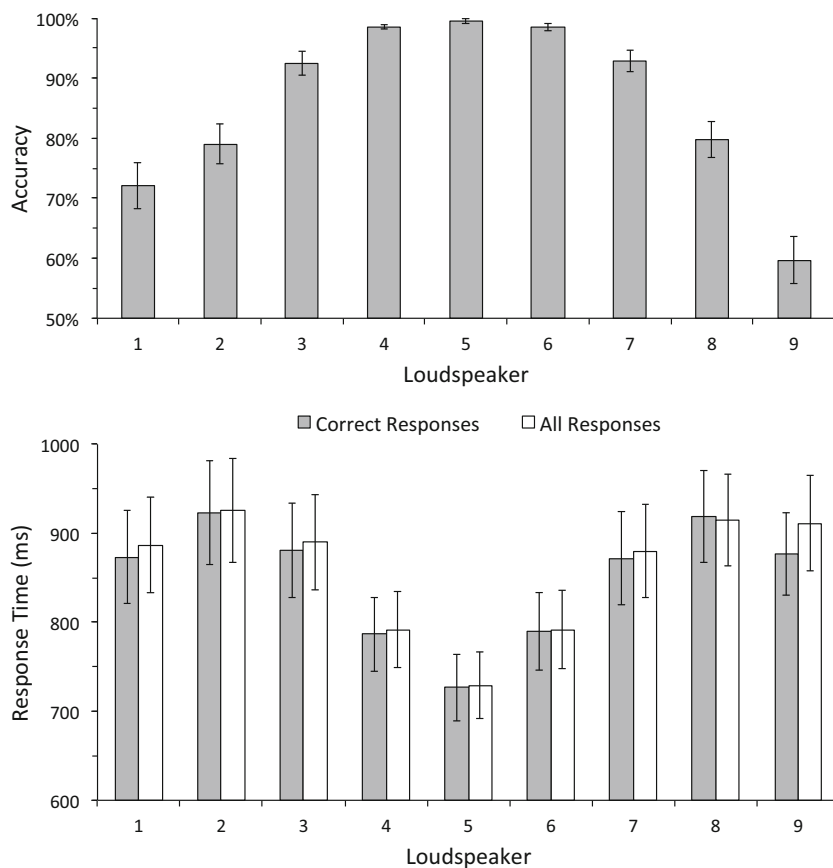 100%
90%
80%
70%
60%
50%
Accuracy
1 2 3 4 5 6 7 8 9
Loudspeaker
Correct Responses All Responses
1000
900
800
700
600
Response Time (ms)
1 2 3 4 5 6 7 8 9
Loudspeaker